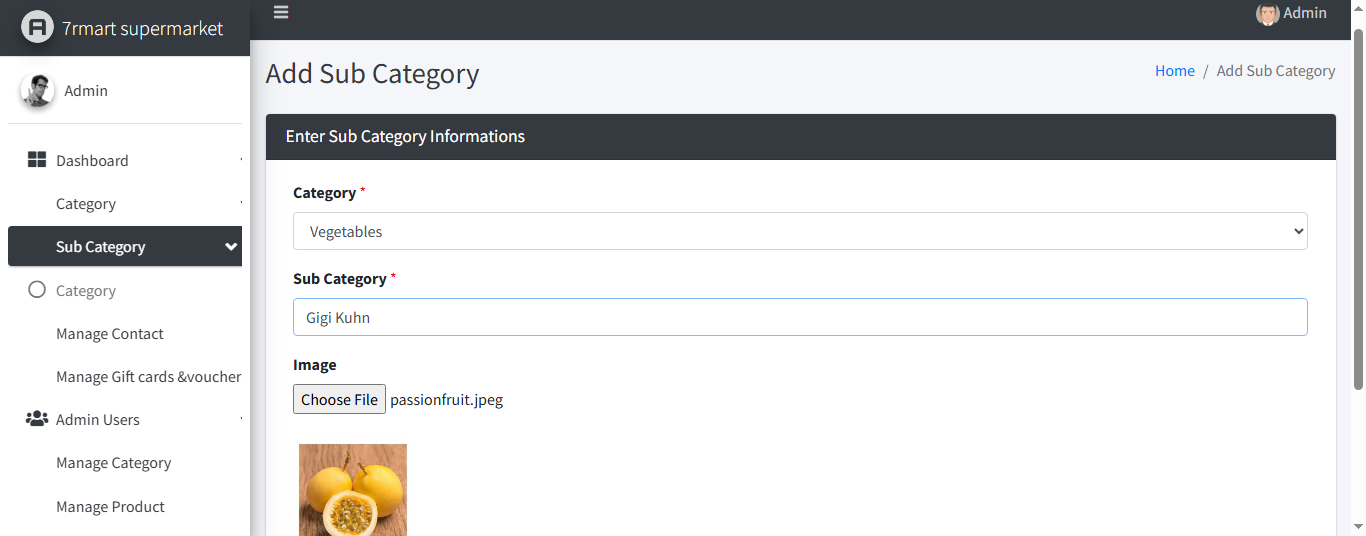 7rmart supermarket
Admin
Admin
Add Sub Category
Home / Add Sub Category
Dashboard
Category
Sub Category
Category
Manage Contact
Manage Gift cards &voucher
Admin Users
Manage Category
Manage Product
Enter Sub Category Informations
Category *
Vegetables
Sub Category *
Gigi Kuhn
Image
Choose File passionfruit.jpeg